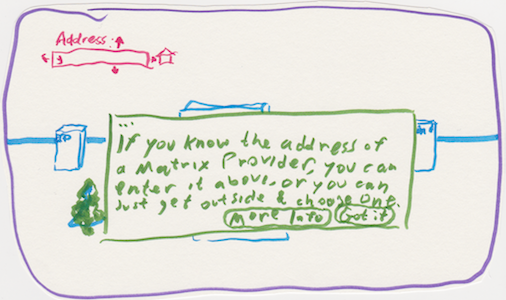 Address:
...
If you know the address of
a Matrix Provider, you can
enter it above, or you can
Just get outside & choose one.
More Info Got it